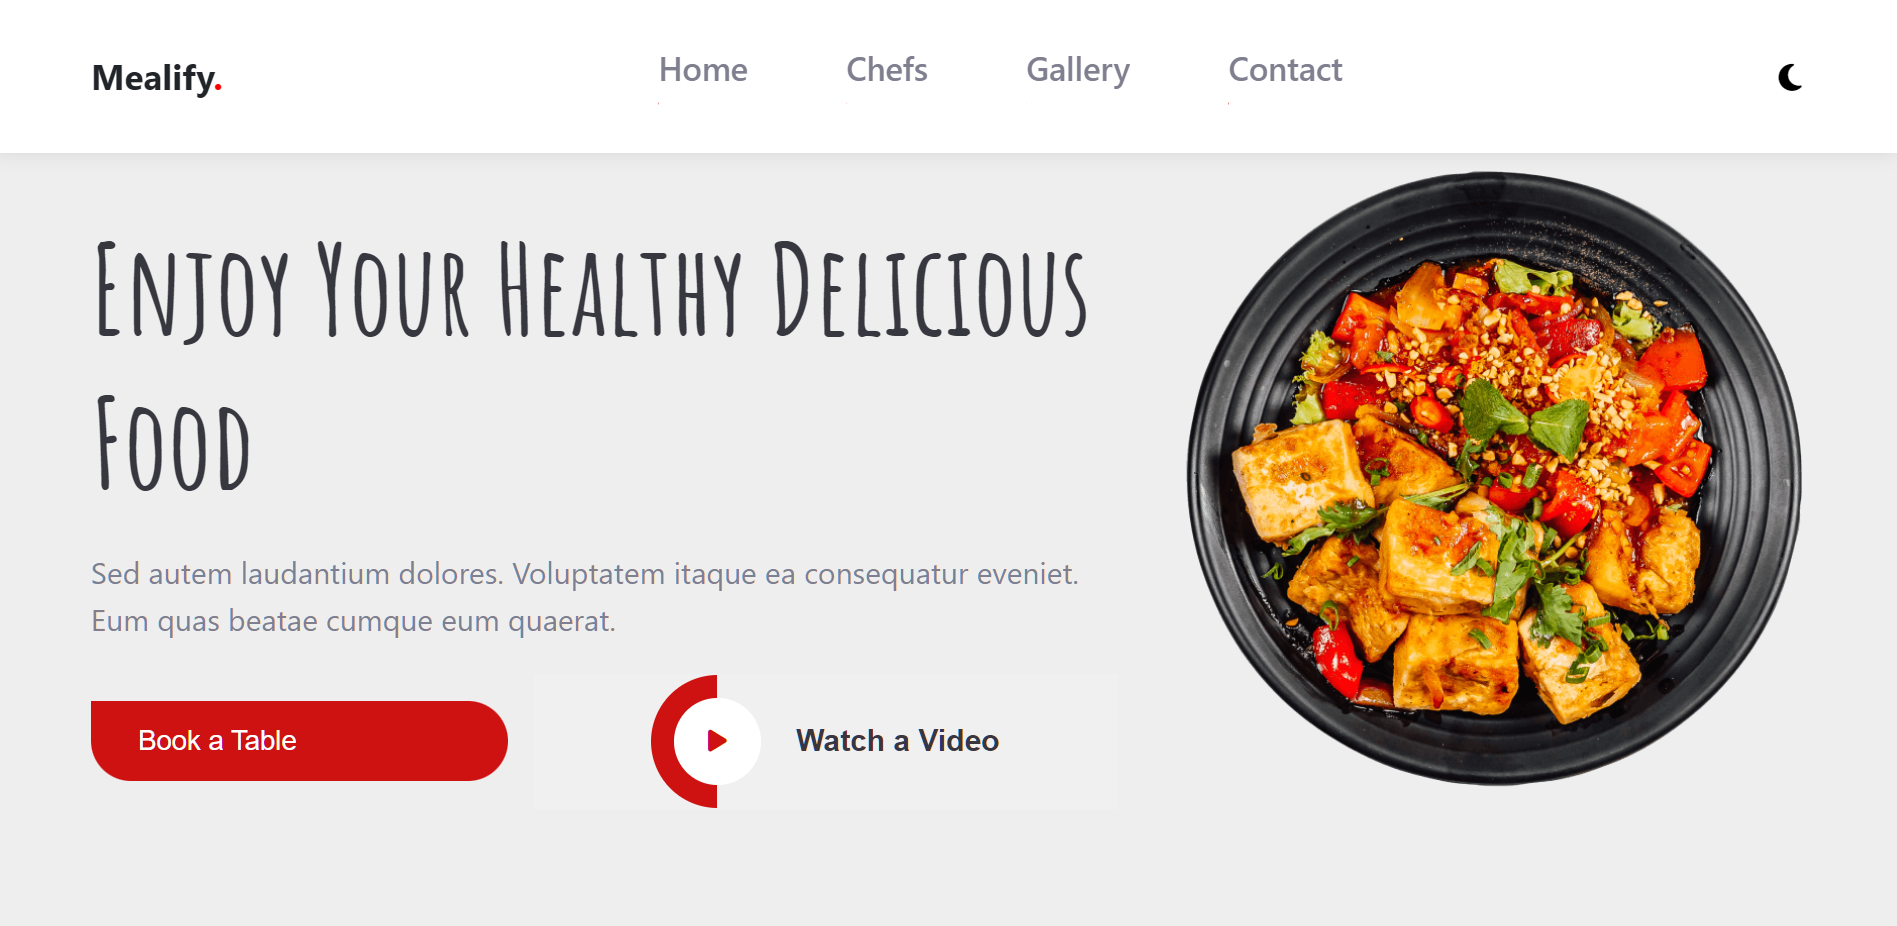 Mealify.
Home
Chefs
Gallery
Contact
Enjoy Your Healthy Delicious
Food
Sed autem laudantium dolores. Voluptatem itaque ea consequatur eveniet.
Eum quas beatae cumque eum quaerat.
Book a Table
Watch a Video